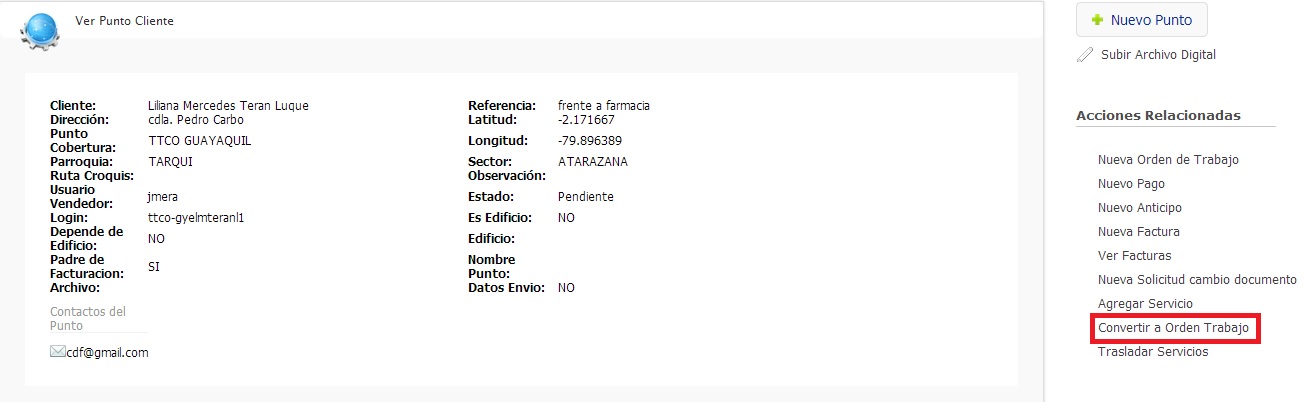 Ver Punto Cliente
Cliente: Liliana Mercedes Teran Luque
Dirección: cdla. Pedro Carbo
Punto
Cobertura: TTCO GUAYAQUIL
Parroquia: TARQUI
Ruta Croquis:
Usuario
Vendedor: jmera
Login: ttco-gyelmteranl1
Depende de
Edificio: NO
Padre de
Facturacion: SI
Archivo:
Contactos del
Punto
cdf@gmail.com
Referencia: frente a farmacia
Latitud: -2.171667
Longitud: -79.896389
Sector: ATARAZANA
Observación:
Estado: Pendiente
Es Edificio: NO
Edificio:
Nombre
Punto:
Datos Envio: NO
Nuevo Punto
Subir Archivo Digital
Acciones Relacionadas
Nueva Orden de Trabajo
Nuevo Pago
Nuevo Anticipo
Nueva Factura
Ver Facturas
Nueva Solicitud cambio documento
Agregar Servicio
Convertir a Orden Trabajo
Trasladar Servicios